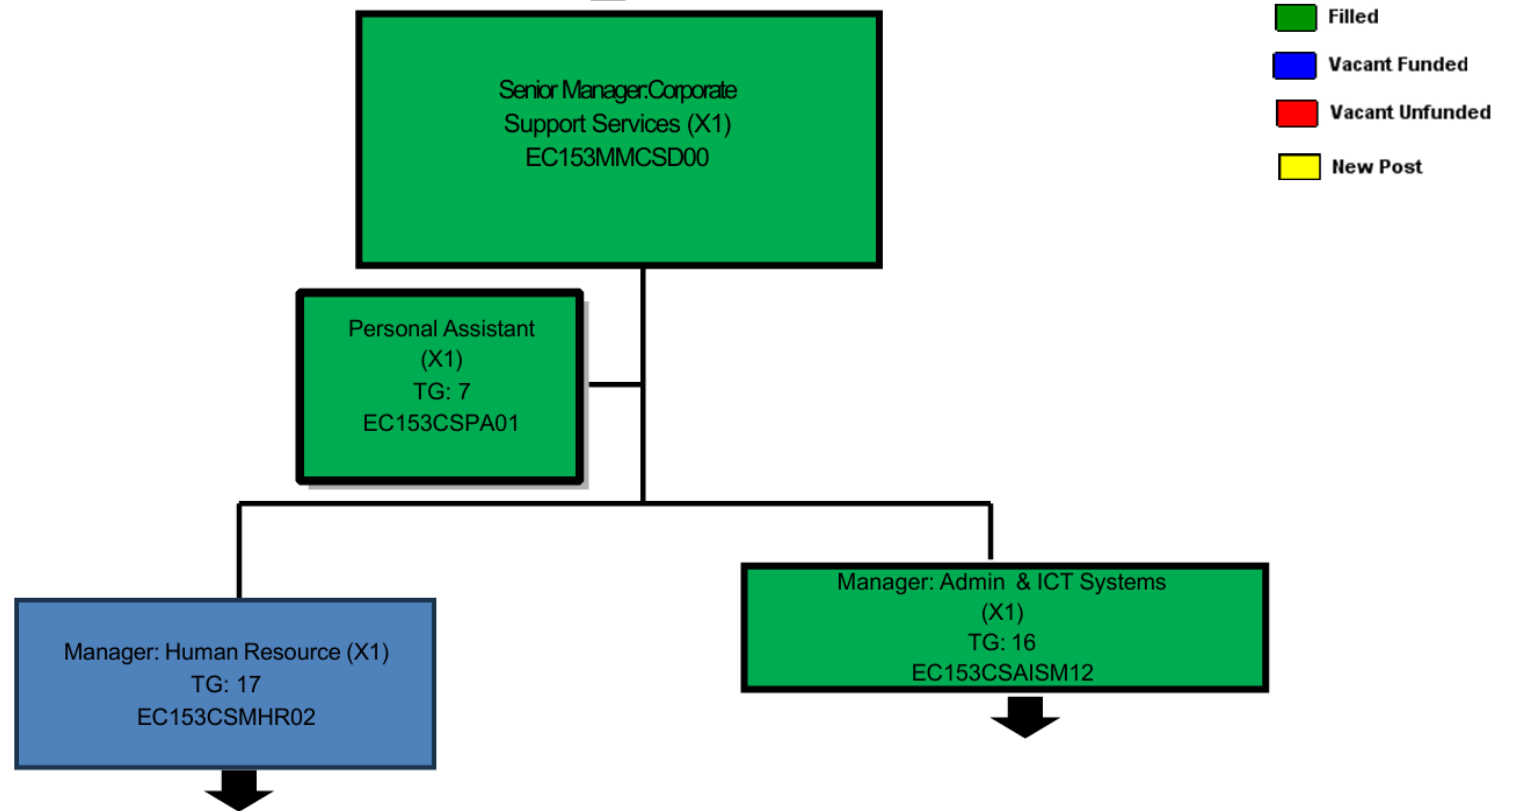 Filled
Vacant Funded
Vacant Unfunded
New Post
Senior Manager:Corporate
Support Services (X1)
EC153MMCSD00
Personal Assistant
(X1)
TG: 7
EC153CSPA01
Manager: Human Resource (X1)
TG: 17
EC153CSMHR02
Manager: Admin & ICT Systems
(X1)
TG: 16
EC153CSAISM12